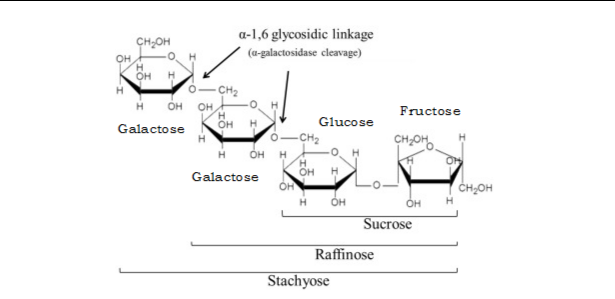 α-1,6 glycosidic linkage
(α-galactosidase cleavage)
CH₂OH
O
H
OH
H
OH
H
H
OH
O
CH₂
Galactose
OH
O
H
H
OH
H
H
OH
O
CH₂
Galactose
Glucose
Fructose
H
O
H
H
OH
H
OH
H
OH
O
CH₂OH
O
H
H
OH
OH
H
CH₂OH
Sucrose
Raffinose
Stachyose